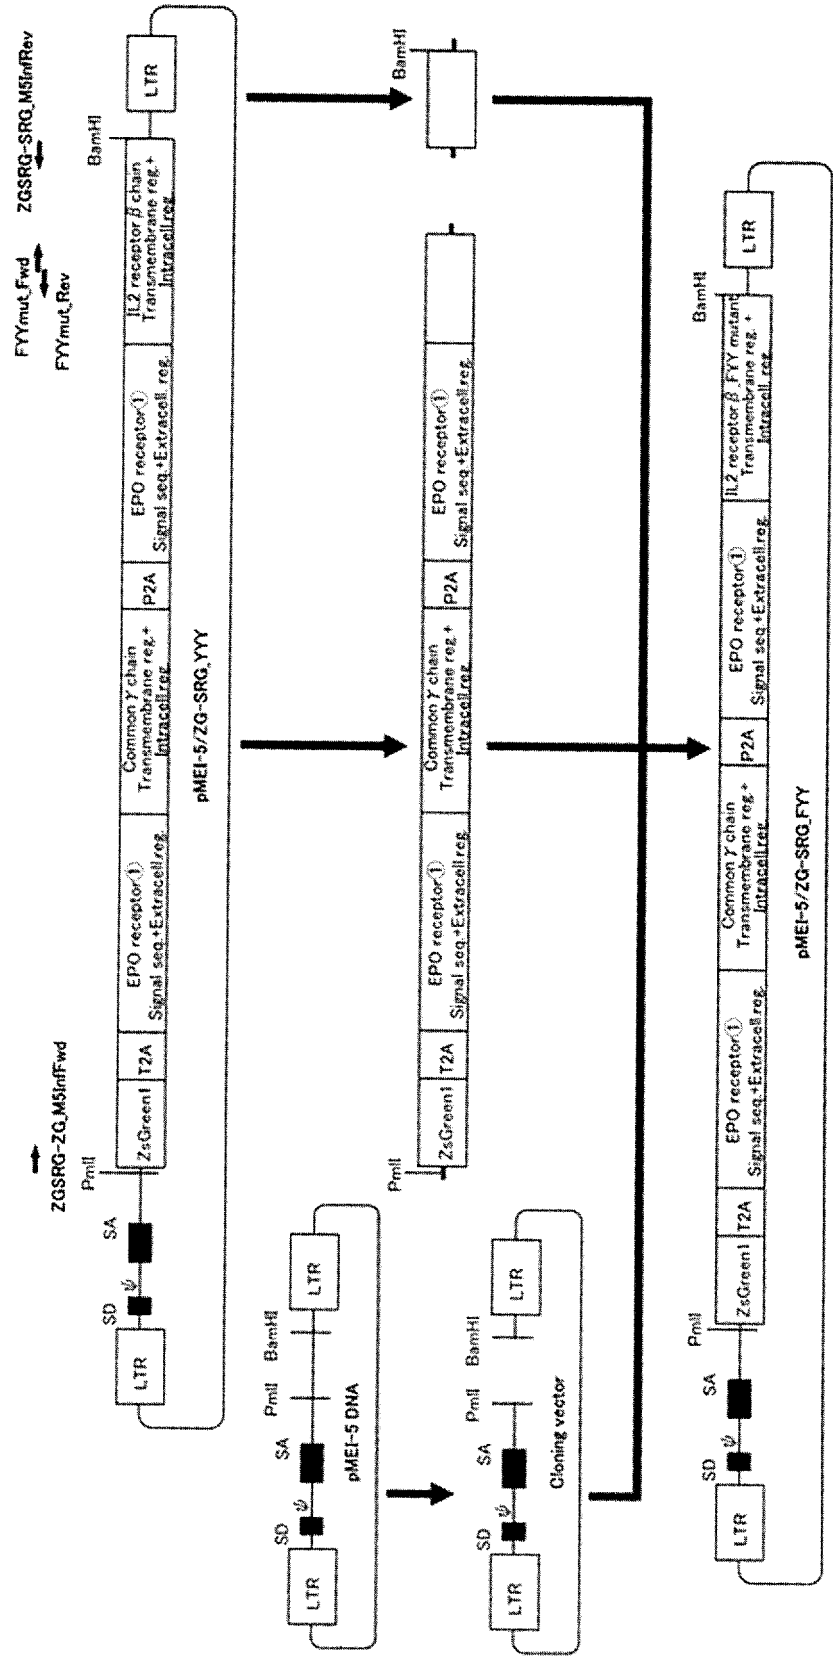 ZGSRG-ZG_M5InfFwd
FYYmut_Fwd
FYYmut_Rev
ZGSRG-SRG_M5InfRev
LTR
SD
ψ
SA
PmlI
ZsGreen1
T2A
EPO receptor①
Signal seq.+Extracell.reg.
Common γ chain
Transmembrane reg.+
Intracell.reg.
P2A
EPO receptor①
Signal seq.+Extracell. reg.
IL2 receptor β chain
Transmembrane reg.+
Intracell.reg.
BamHI
LTR
pMEI-5/ZG-SRG_YYY
LTR
SD
ψ
SA
PmlI
BamHI
LTR
pMEI-5 DNA
PmlI
ZsGreen1
T2A
EPO receptor①
Signal seq.+Extracell.reg.
Common γ chain
Transmembrane reg.+
Intracell.reg.
P2A
EPO receptor①
Signal seq.+Extracell.reg.
BamHI
LTR
SD
ψ
SA
PmlI
BamHI
LTR
Cloning vector
LTR
SD
ψ
SA
PmlI
ZsGreen1
T2A
EPO receptor①
Signal seq.+Extracell.reg.
Common γ chain
Transmembrane reg.+
Intracell.reg.
P2A
EPO receptor①
Signal seq.+Extracell.reg.
IL2 receptor β_FYY mutant
Transmembrane reg. +
Intracell. reg.
BamHI
LTR
pMEI-5/ZG-SRG_FYY